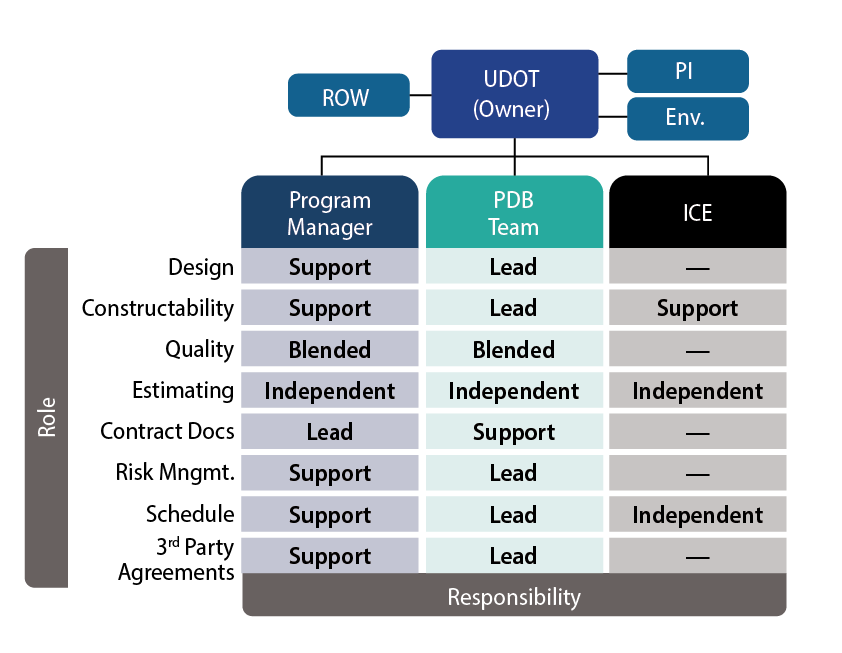 UDOT
(Owner)
ROW
PI
Env.
Program
Manager
PDB
Team
ICE
Role
Design Support Lead —
Constructability Support Lead Support
Quality Blended Blended —
Estimating Independent Independent Independent
Contract Docs Lead Support —
Risk Mngmt. Support Lead —
Schedule Support Lead Independent
3rd Party
Agreements Support Lead —
Responsibility